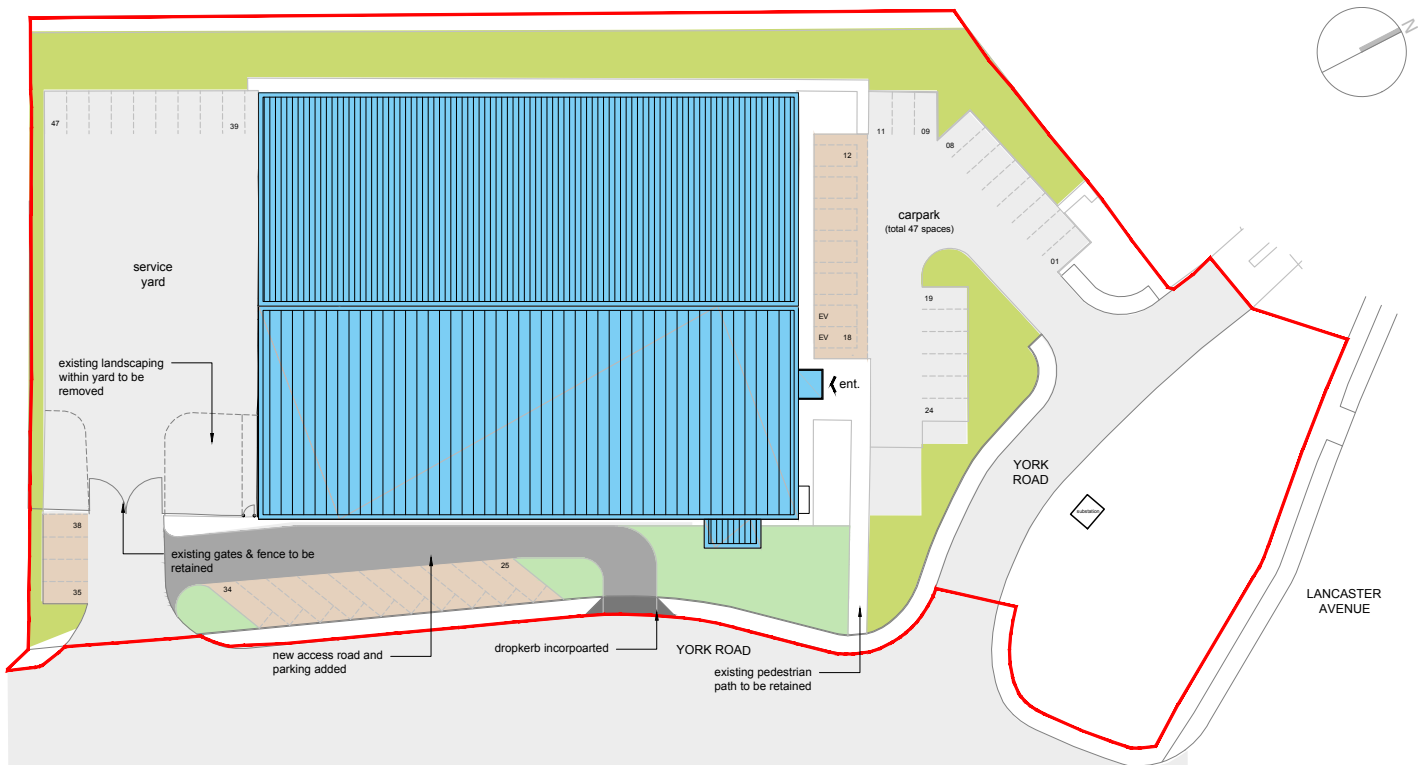 N
47
39
11
09
08
12
carpark
(total 47 spaces)
service
yard
01
19
EV
EV 18
existing landscaping
within yard to be
removed
ent.
24
YORK
ROAD
substation
38
existing gates & fence to be
retained
25
34
35
LANCASTER
AVENUE
new access road and
parking added
dropkerb incorpoarted
YORK ROAD
existing pedestrian
path to be retained